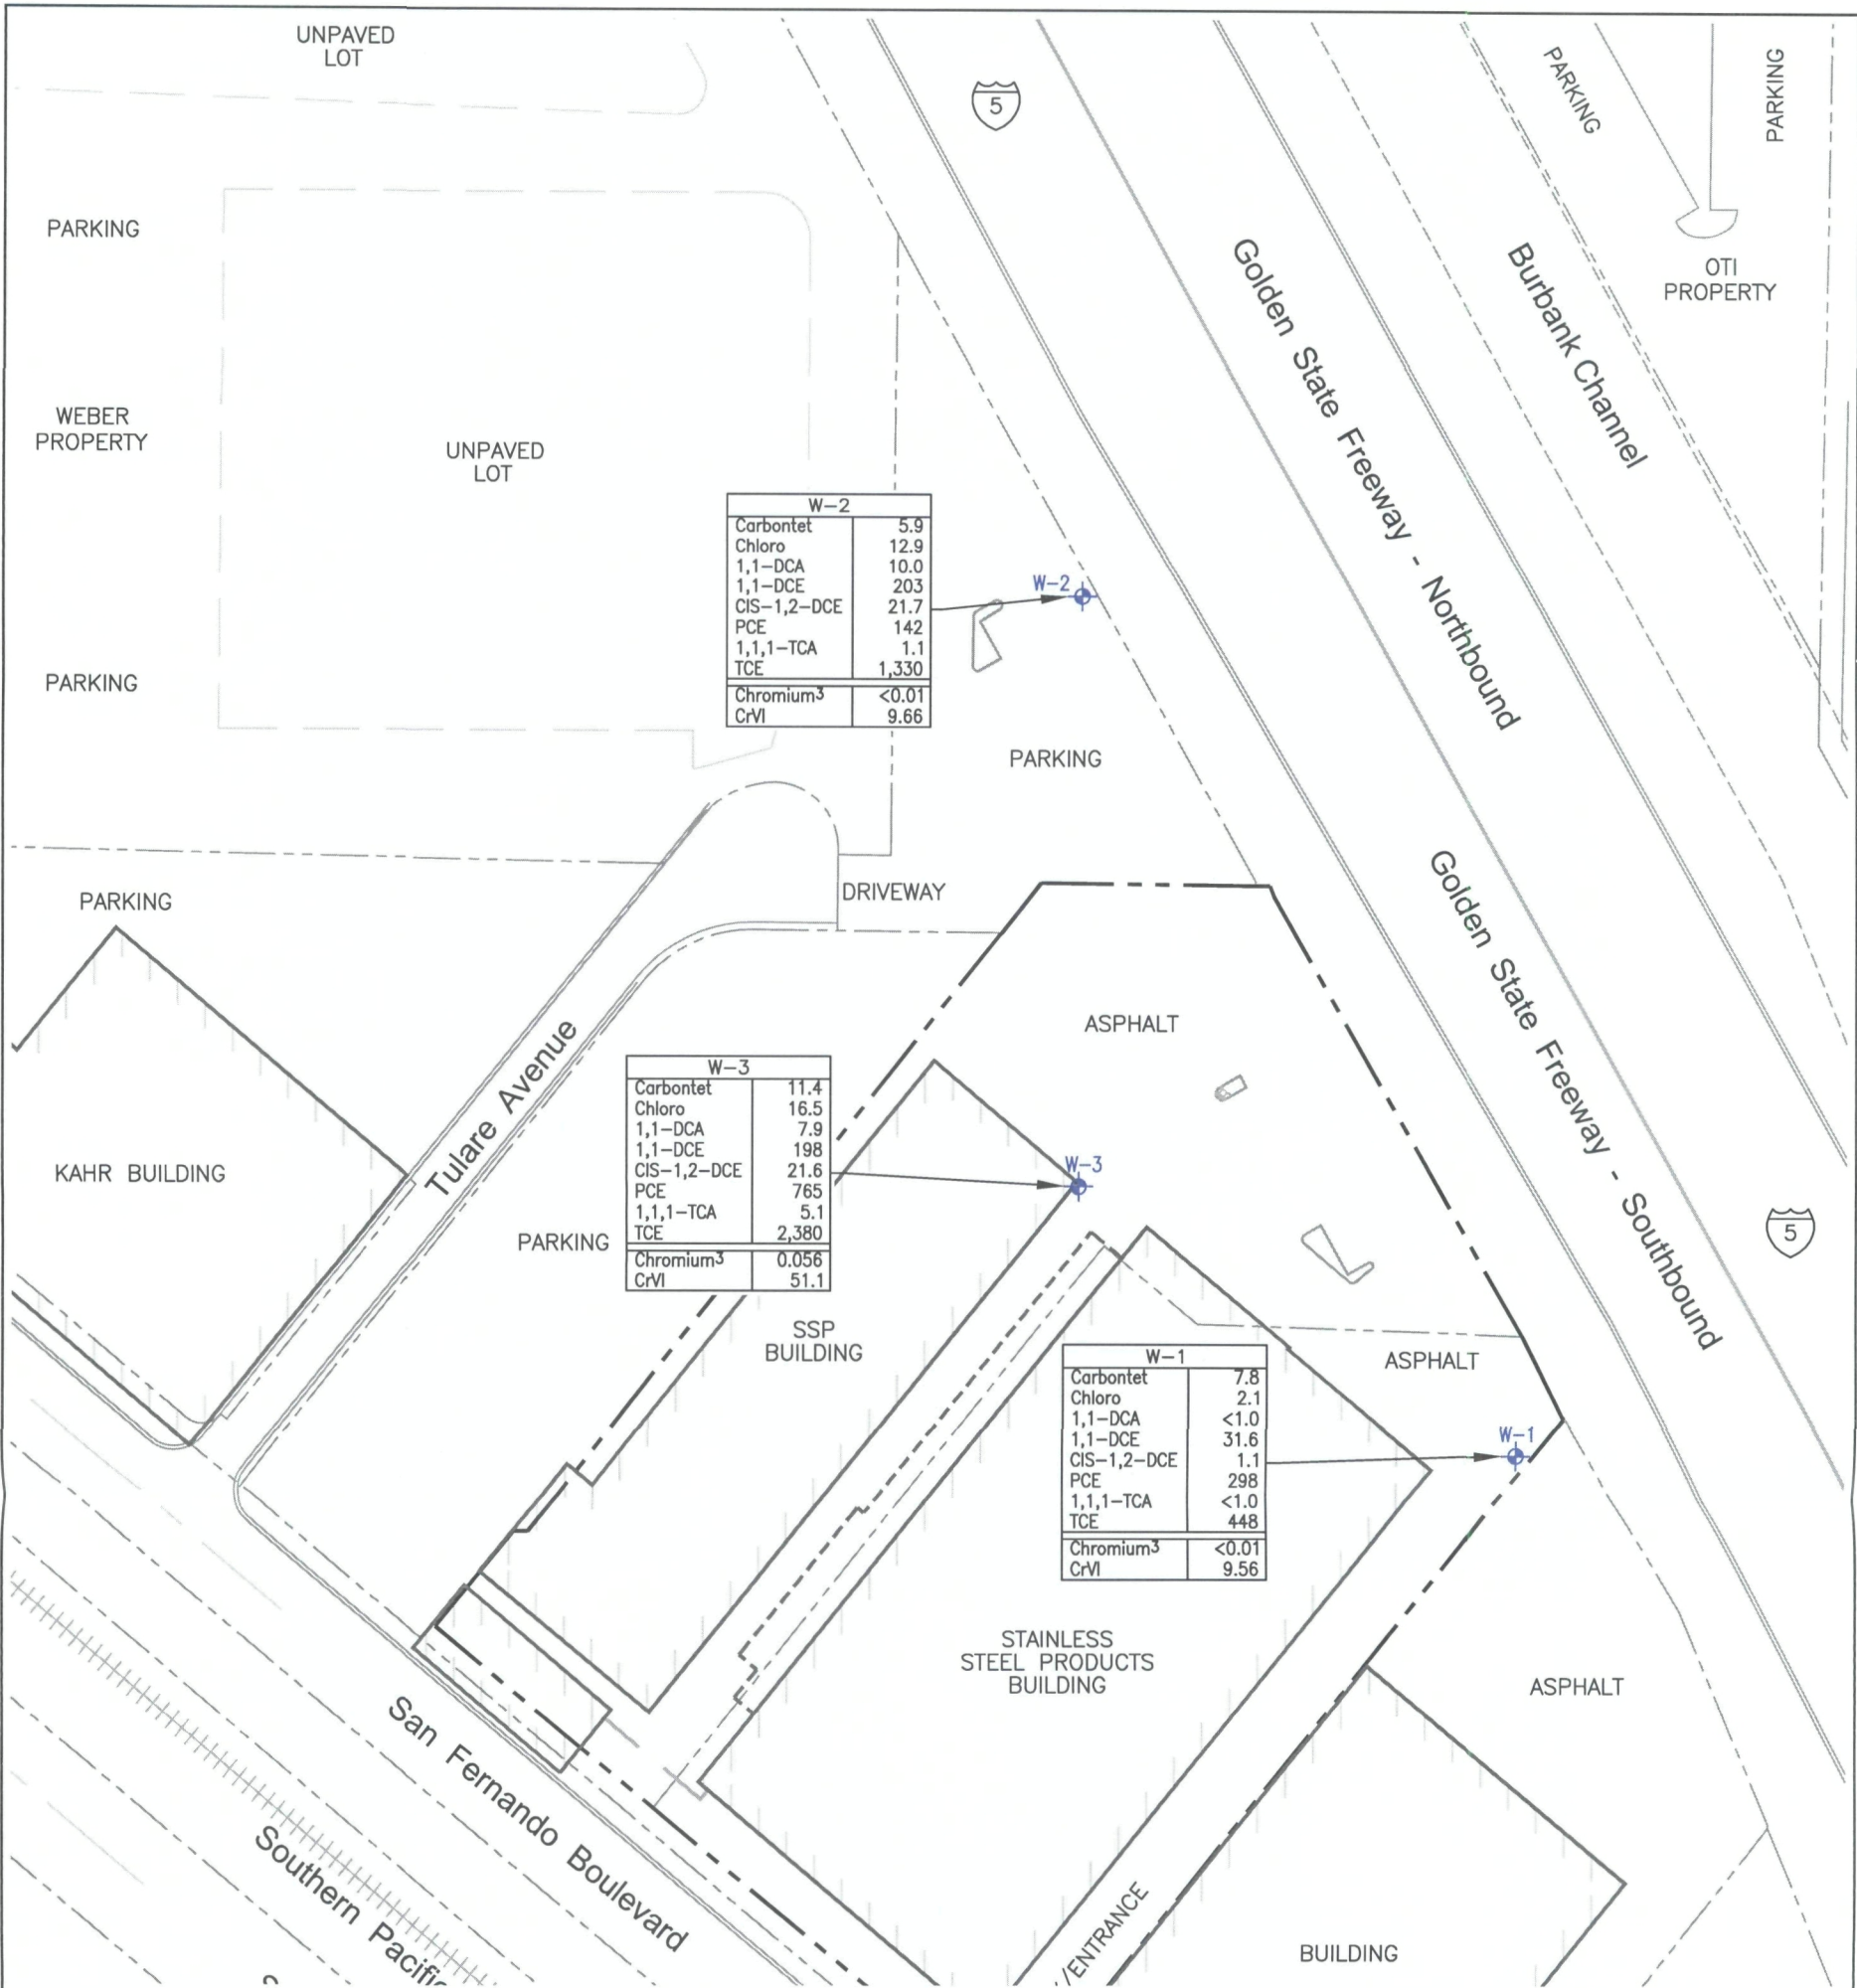 UNPAVED
LOT
5
PARKING
PARKING
PARKING
OTI
PROPERTY
Burbank Channel
Golden State Freeway - Northbound
WEBER
PROPERTY
UNPAVED
LOT
W-2
Carbontet 5.9
Chloro 12.9
1,1-DCA 10.0
1,1-DCE 203
CIS-1,2-DCE 21.7
PCE 142
1,1,1-TCA 1.1
TCE 1,330
Chromium³ <0.01
CrVI 9.66
W-2
PARKING
PARKING
Golden State Freeway - Southbound
PARKING
DRIVEWAY
ASPHALT
Tulare Avenue
W-3
Carbontet 11.4
Chloro 16.5
1,1-DCA 7.9
1,1-DCE 198
CIS-1,2-DCE 21.6
PCE 765
1,1,1-TCA 5.1
TCE 2,380
Chromium³ 0.056
CrVI 51.1
W-3
KAHR BUILDING
PARKING
5
SSP
BUILDING
W-1
Carbontet 7.8
Chloro 2.1
1,1-DCA <1.0
1,1-DCE 31.6
CIS-1,2-DCE 1.1
PCE 298
1,1,1-TCA <1.0
TCE 448
Chromium³ <0.01
CrVI 9.56
ASPHALT
W-1
STAINLESS
STEEL PRODUCTS
BUILDING
ASPHALT
San Fernando Boulevard
Southern Pacific
/ENTRANCE
BUILDING